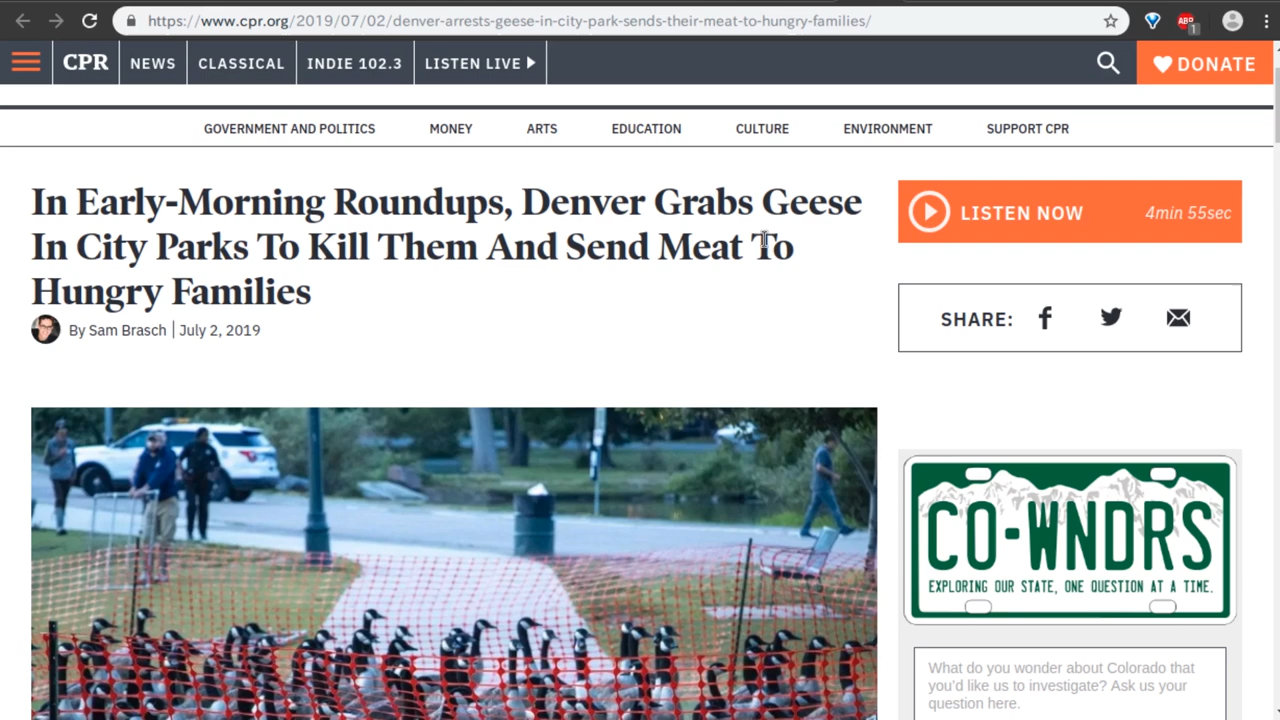 https://www.cpr.org/2019/07/02/denver-arrests-geese-in-city-park-sends-their-meat-to-hungry-families/
ABP
1
CPR
NEWS
CLASSICAL
INDIE 102.3
LISTEN LIVE
DONATE
GOVERNMENT AND POLITICS
MONEY
ARTS
EDUCATION
CULTURE
ENVIRONMENT
SUPPORT CPR
In Early-Morning Roundups, Denver Grabs Geese
In City Parks To Kill Them And Send Meat To
Hungry Families
By Sam Brasch | July 2, 2019
LISTEN NOW 4min 55sec
SHARE:
CO-WNDRS
EXPLORING OUR STATE, ONE QUESTION AT A TIME.
What do you wonder about Colorado that
you'd like us to investigate? Ask us your
question here.